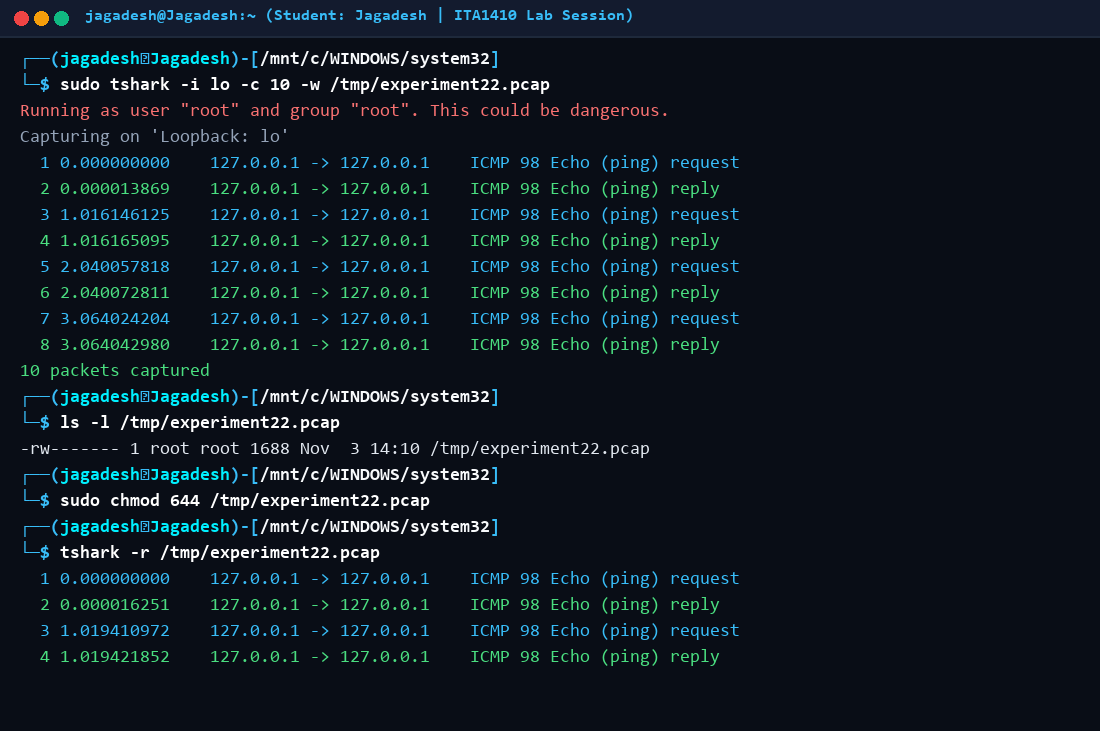 jagadesh@Jagadesh:~ (Student: Jagadesh | ITA1410 Lab Session)
┌──(jagadesh㉿Jagadesh)-[/mnt/c/WINDOWS/system32]
└─$ sudo tshark -i lo -c 10 -w /tmp/experiment22.pcap
Running as user "root" and group "root". This could be dangerous.
Capturing on 'Loopback: lo'
  1 0.000000000    127.0.0.1 -> 127.0.0.1    ICMP 98 Echo (ping) request
  2 0.000013869    127.0.0.1 -> 127.0.0.1    ICMP 98 Echo (ping) reply
  3 1.016146125    127.0.0.1 -> 127.0.0.1    ICMP 98 Echo (ping) request
  4 1.016165095    127.0.0.1 -> 127.0.0.1    ICMP 98 Echo (ping) reply
  5 2.040057818    127.0.0.1 -> 127.0.0.1    ICMP 98 Echo (ping) request
  6 2.040072811    127.0.0.1 -> 127.0.0.1    ICMP 98 Echo (ping) reply
  7 3.064024204    127.0.0.1 -> 127.0.0.1    ICMP 98 Echo (ping) request
  8 3.064042980    127.0.0.1 -> 127.0.0.1    ICMP 98 Echo (ping) reply
10 packets captured
┌──(jagadesh㉿Jagadesh)-[/mnt/c/WINDOWS/system32]
└─$ ls -l /tmp/experiment22.pcap
-rw------- 1 root root 1688 Nov  3 14:10 /tmp/experiment22.pcap
┌──(jagadesh㉿Jagadesh)-[/mnt/c/WINDOWS/system32]
└─$ sudo chmod 644 /tmp/experiment22.pcap
┌──(jagadesh㉿Jagadesh)-[/mnt/c/WINDOWS/system32]
└─$ tshark -r /tmp/experiment22.pcap
  1 0.000000000    127.0.0.1 -> 127.0.0.1    ICMP 98 Echo (ping) request
  2 0.000016251    127.0.0.1 -> 127.0.0.1    ICMP 98 Echo (ping) reply
  3 1.019410972    127.0.0.1 -> 127.0.0.1    ICMP 98 Echo (ping) request
  4 1.019421852    127.0.0.1 -> 127.0.0.1    ICMP 98 Echo (ping) reply